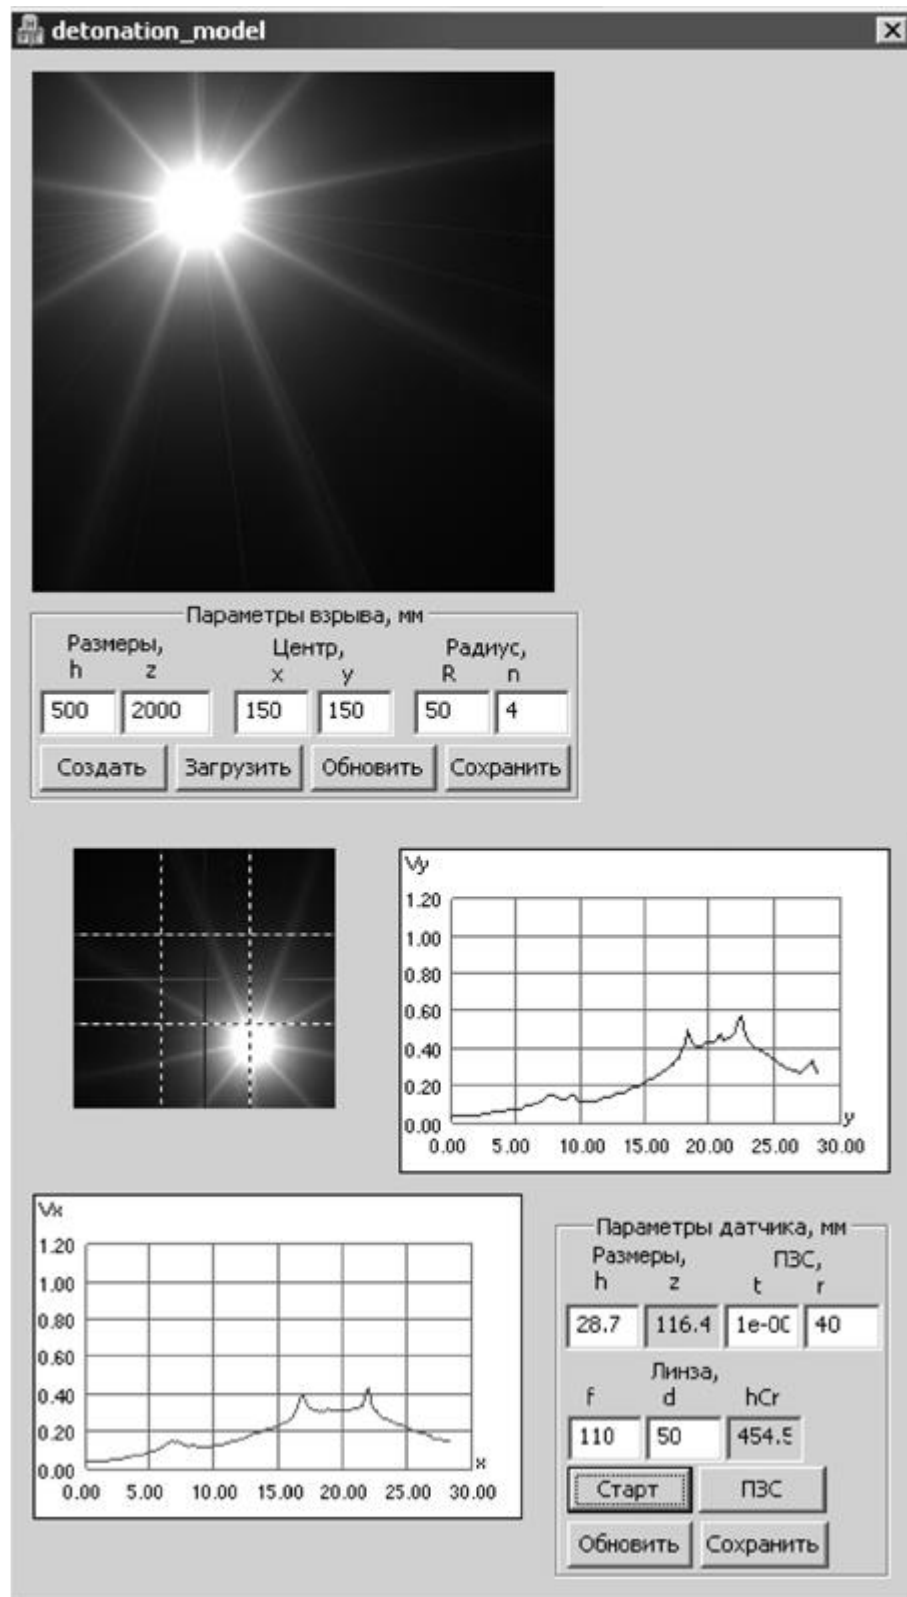 detonation_model
Параметры взрыва, мм
Размеры, Центр, Радиус,
h z x y R n
500 2000 150 150 50 4
Создать Загрузить Обновить Сохранить
Vy
1.20
1.00
0.80
0.60
0.40
0.20
0.00
y
0.00 5.00 10.00 15.00 20.00 25.00 30.00
Vx
1.20
1.00
0.80
0.60
0.40
0.20
0.00
x
0.00 5.00 10.00 15.00 20.00 25.00 30.00
Параметры датчика, мм
Размеры, ПЗС,
h z t r
28.7 116.4 1e-00 40
Линза,
f d hCr
110 50 454.5
Старт ПЗС
Обновить Сохранить